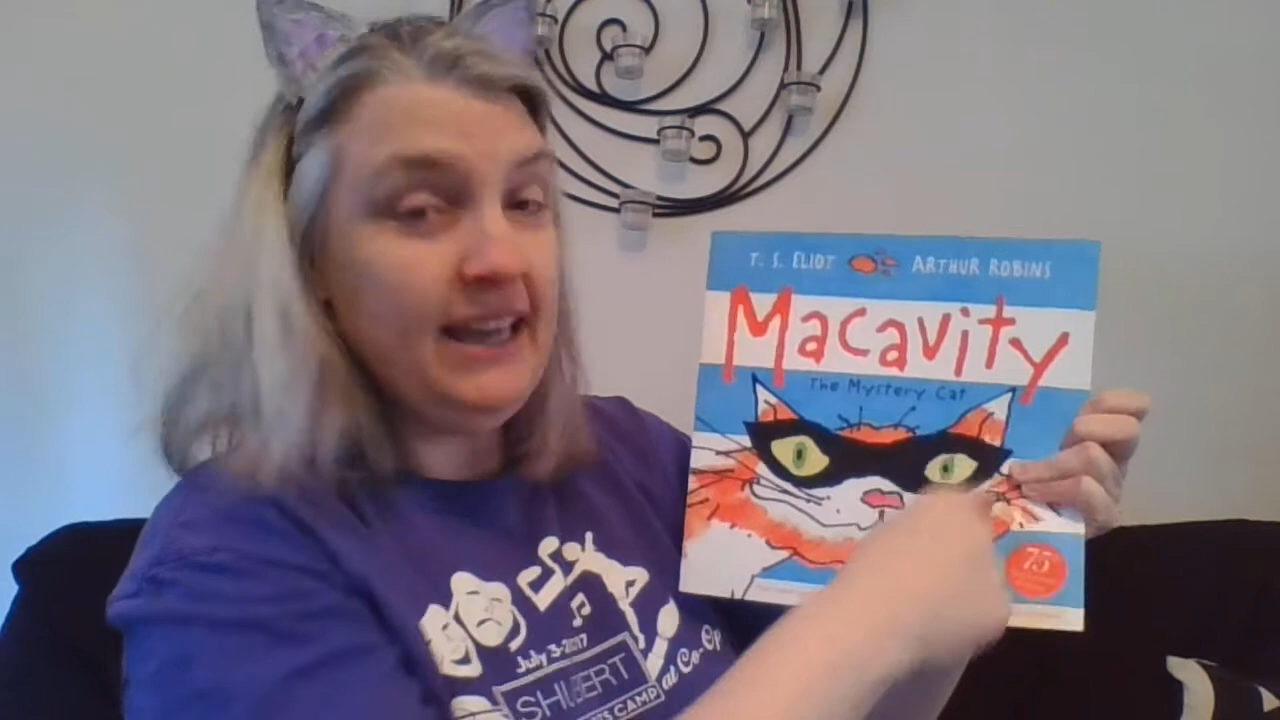 T. S. ELIOT ARTHUR ROBINS
Macavity
The Mystery Cat
75
July 3-2017
SHUBERT
at Co-Op
CAMP